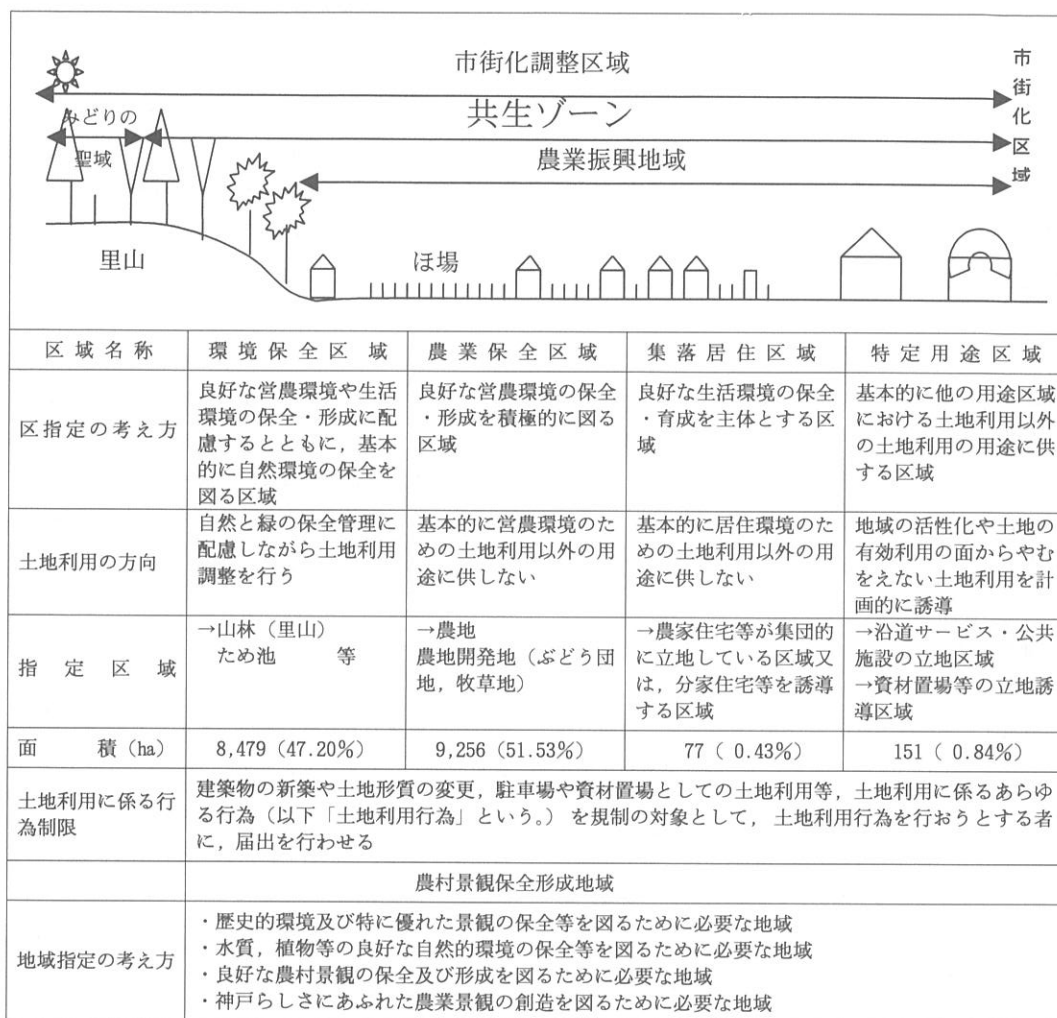 市街化調整区域
市街化区域
みどりの
聖域
共生ゾーン
農業振興地域
里山
ほ場
区域名称
環境保全区域
農業保全区域
集落居住区域
特定用途区域
区指定の考え方
良好な営農環境や生活
環境の保全・形成に配
慮するとともに，基本
的に自然環境の保全を
図る区域
良好な営農環境の保全
・形成を積極的に図る
区域
良好な生活環境の保全
・育成を主体とする区
域
基本的に他の用途区域
における土地利用以外
の土地利用の用途に供
する区域
土地利用の方向
自然と緑の保全管理に
配慮しながら土地利用
調整を行う
基本的に営農環境のた
めの土地利用以外の用
途に供しない
基本的に居住環境のた
めの土地利用以外の用
途に供しない
地域の活性化や土地の
有効利用の面からやむ
をえない土地利用を計
画的に誘導
指定区域
→山林（里山）
ため池 等
→農地
農地開発地（ぶどう団
地，牧草地）
→農家住宅等が集団的
に立地している区域又
は，分家住宅等を誘導
する区域
→沿道サービス・公共
施設の立地区域
→資材置場等の立地誘
導区域
面積（ha）
8,479（47.20％）
9,256（51.53％）
77（ 0.43％）
151（ 0.84％）
土地利用に係る行
為制限
建築物の新築や土地形質の変更，駐車場や資材置場としての土地利用等，土地利用に係るあらゆ
る行為（以下「土地利用行為」という。）を規制の対象として，土地利用行為を行おうとする者
に，届出を行わせる
農村景観保全形成地域
地域指定の考え方
・歴史的環境及び特に優れた景観の保全等を図るために必要な地域
・水質，植物等の良好な自然的環境の保全等を図るために必要な地域
・良好な農村景観の保全及び形成を図るために必要な地域
・神戸らしさにあふれた農業景観の創造を図るために必要な地域